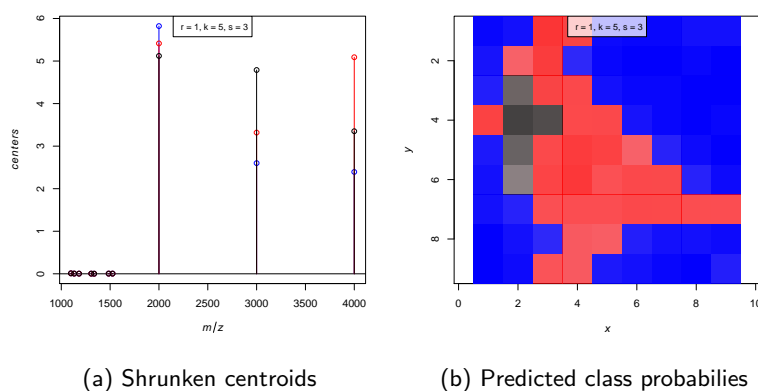 r = 1, k = 5, s = 3
6
5
4
3
2
1
0
centers
1000 1500 2000 2500 3000 3500 4000
m/z
(a) Shrunken centroids
r = 1, k = 5, s = 3
2
4
6
8
y
0 2 4 6 8 10
x
(b) Predicted class probabilies